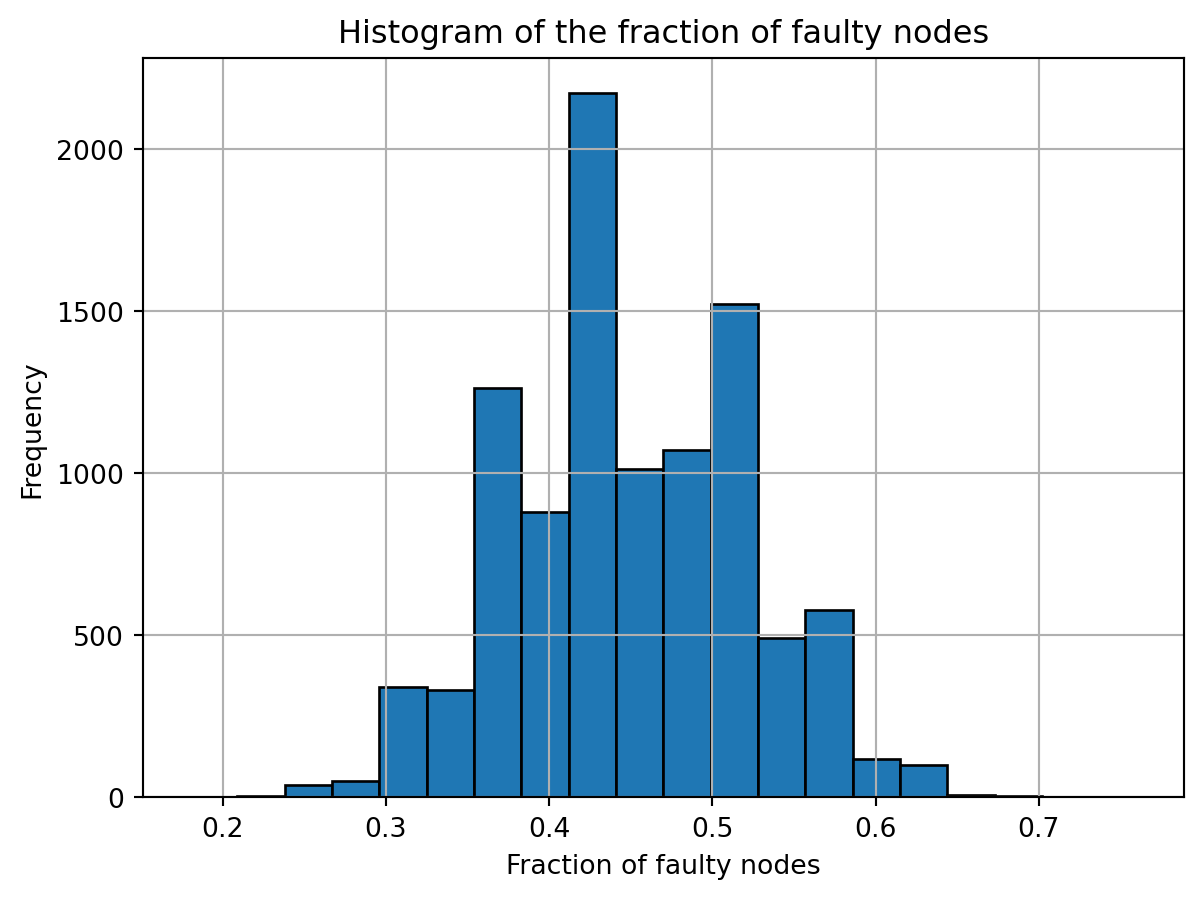 Histogram of the fraction of faulty nodes
Frequency
2000
1500
1000
500
0
0.2 0.3 0.4 0.5 0.6 0.7
Fraction of faulty nodes